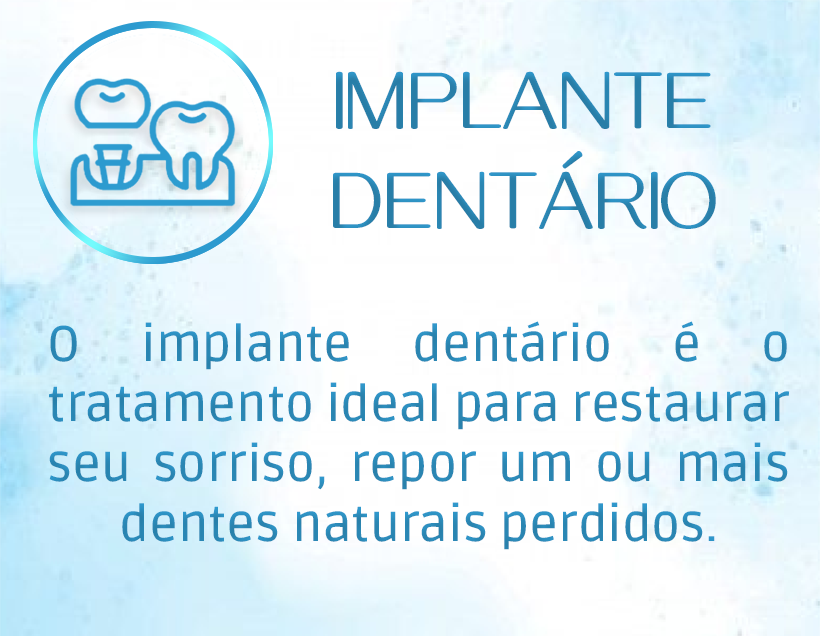 IMPLANTE
DENTÁRIO
O implante dentário é o
tratamento ideal para restaurar
seu sorriso, repor um ou mais
dentes naturais perdidos.